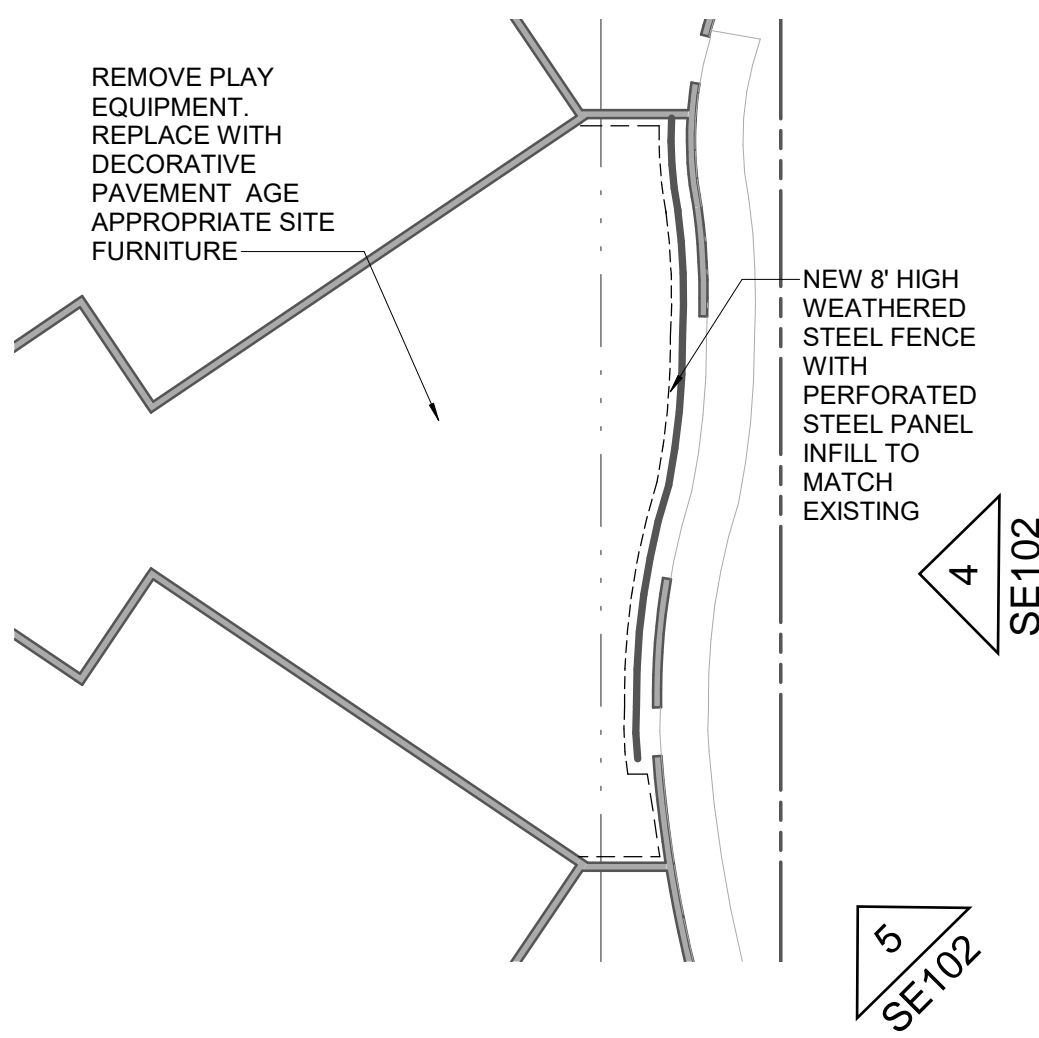 REMOVE PLAY
EQUIPMENT.
REPLACE WITH
DECORATIVE
PAVEMENT  AGE
APPROPRIATE SITE
FURNITURE
NEW 8' HIGH
WEATHERED
STEEL FENCE
WITH
PERFORATED
STEEL PANEL
INFILL TO
MATCH
EXISTING
4
SE102
5
SE102